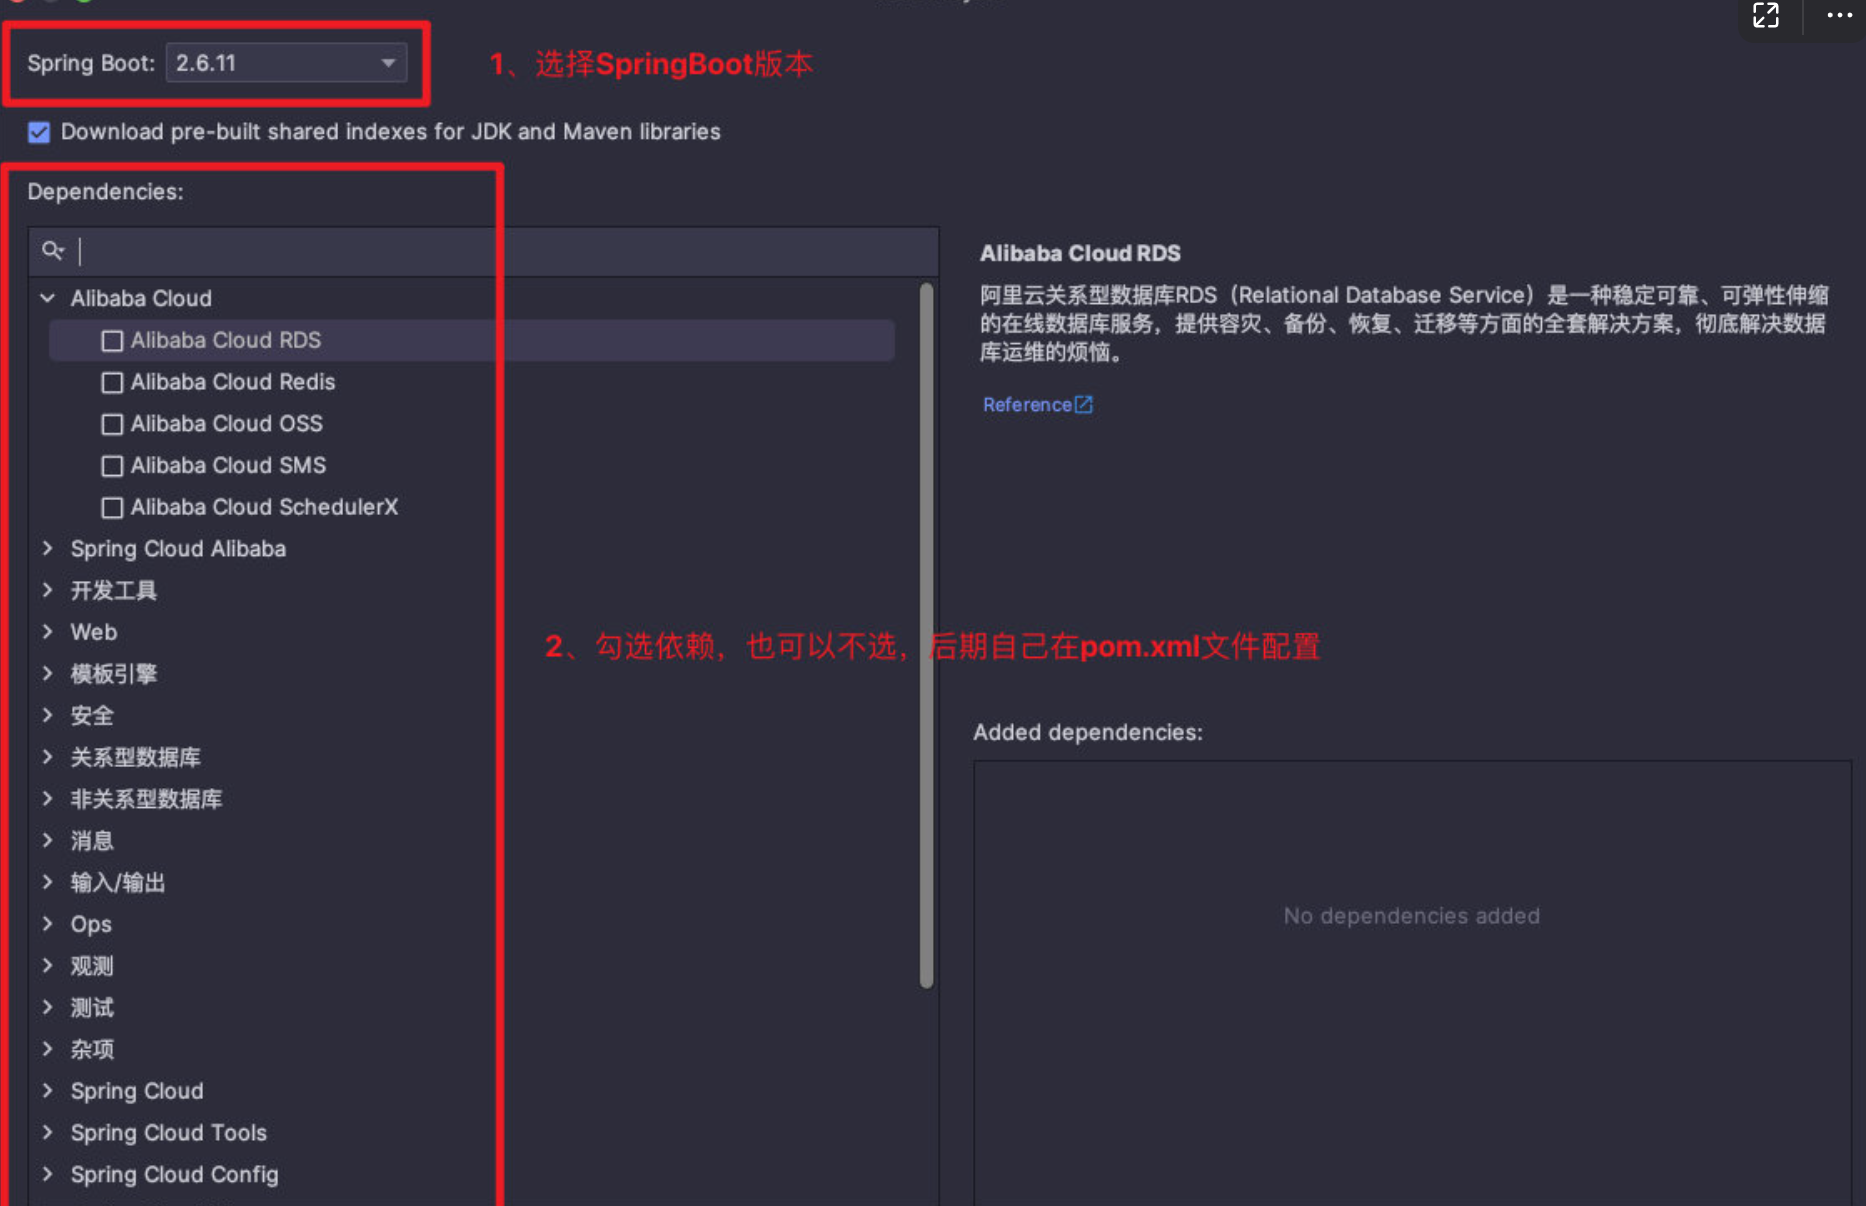 Spring Boot: 2.6.11
1、选择SpringBoot版本
Download pre-built shared indexes for JDK and Maven libraries
Dependencies:
Alibaba Cloud
Alibaba Cloud RDS
Alibaba Cloud Redis
Alibaba Cloud OSS
Alibaba Cloud SMS
Alibaba Cloud SchedulerX
Spring Cloud Alibaba
开发工具
Web
模板引擎
安全
关系型数据库
非关系型数据库
消息
输入/输出
Ops
观测
测试
杂项
Spring Cloud
Spring Cloud Tools
Spring Cloud Config
Alibaba Cloud RDS
阿里云关系型数据库RDS（Relational Database Service）是一种稳定可靠、可弹性伸缩
的在线数据库服务，提供容灾、备份、恢复、迁移等方面的全套解决方案，彻底解决数据
库运维的烦恼。
Reference
2、勾选依赖，也可以不选，后期自己在pom.xml文件配置
Added dependencies:
No dependencies added